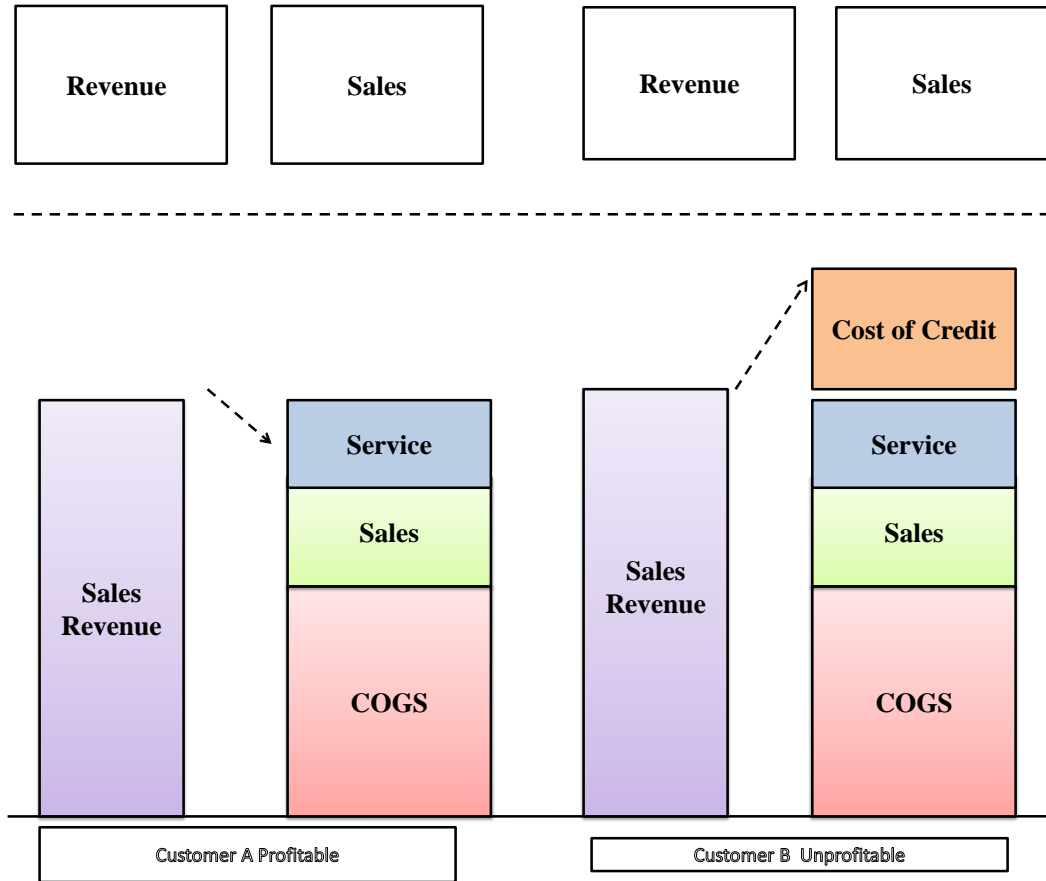 Revenue
Sales
Revenue
Sales
Cost of Credit
Service
Service
Sales
Sales
Sales
Revenue
Sales
Revenue
COGS
COGS
Customer A Profitable
Customer B Unprofitable